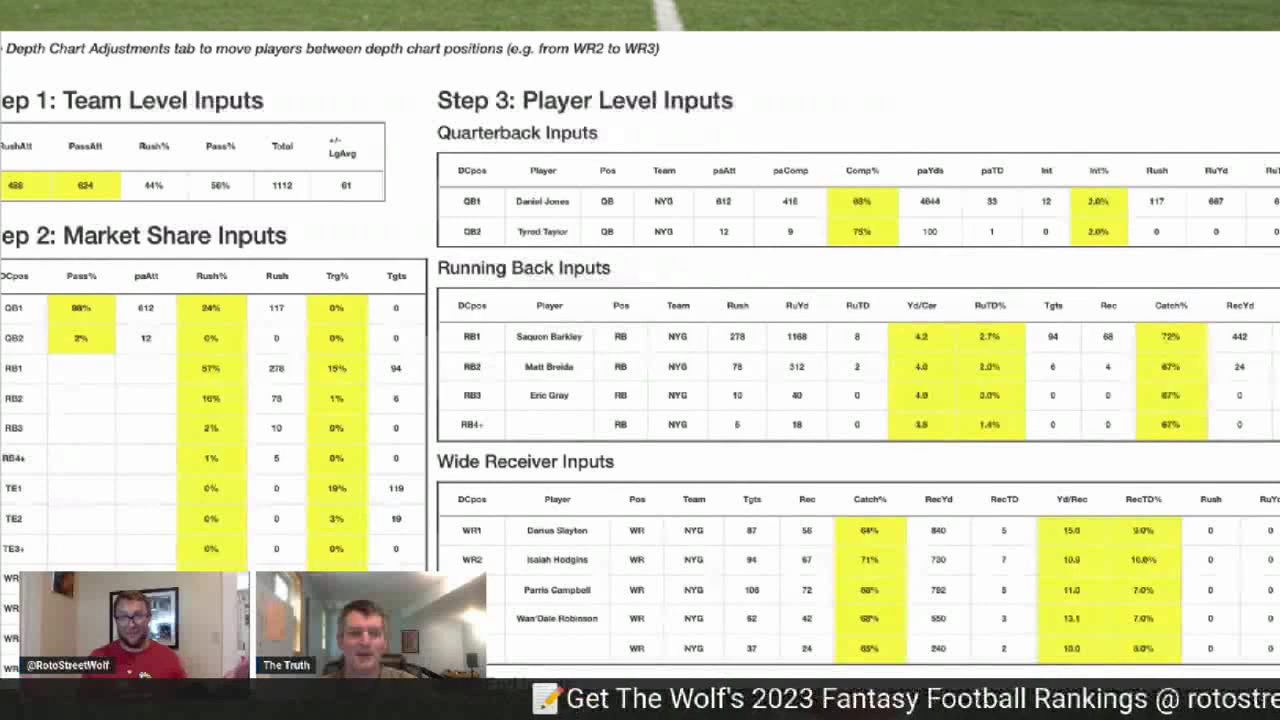 Depth Chart Adjustments tab to move players between depth chart positions (e.g. from WR2 to WR3)
ep 1: Team Level Inputs
RushAtt PassAtt Rush% Pass% Total +/- LgAvg
488 624 44% 56% 1112 61
ep 2: Market Share Inputs
DCpos Pass% paAtt Rush% Rush Trg% Tgts
QB1 98% 612 24% 117 0% 0
QB2 2% 12 0% 0 0% 0
RB1 57% 278 15% 94
RB2 16% 78 1% 6
RB3 2% 10 0% 0
RB4+ 1% 5 0% 0
TE1 0% 0 19% 119
TE2 0% 0 3% 19
TE3+ 0% 0 0% 0
WR
WR
WR
WR
Step 3: Player Level Inputs
Quarterback Inputs
DCpos Player Pos Team paAtt paComp Comp% paYds paTD Int Int% Rush RuYd
QB1 Daniel Jones QB NYG 612 416 68% 33 12 2.0% 117 667
QB2 Tyrod Taylor QB NYG 12 9 75% 100 1 0 2.0% 0 0
Running Back Inputs
DCpos Player Pos Team Rush RuYd RuTD Yd/Car RuTD% Tgts Rec Catch% RecYd
RB1 Saquon Barkley RB NYG 278 1168 8 4.2 2.7% 94 68 72% 442
RB2 Matt Breida RB NYG 78 312 2 4.0 2.0% 6 4 67% 24
RB3 Eric Gray RB NYG 10 40 0 67% 0
RB4+ RB NYG 5 18 0 1.4% 0 0 67% 0
Wide Receiver Inputs
DCpos Player Pos Team Tgts Rec Catch% RecYd RecTD Yd/Rec RecTD% Rush
WR1 Darius Slayton WR NYG 87 56 64% 840 5 15.0 9.0% 0 0
WR2 Isaiah Hodgins WR NYG 94 67 71% 730 7 10.9 10.0% 0 0
Parris Campbell WR NYG 106 72 68% 792 11.0 7.0% 0 0
Wan'Dale Robinson WR NYG 62 42 68% 550 3 13.1 7.0% 0 0
WR NYG 37 24 65% 240 2 10.0 0 0
@RotoStreetWolf
The Truth
Get The Wolf's 2023 Fantasy Football Rankings @ rotostre